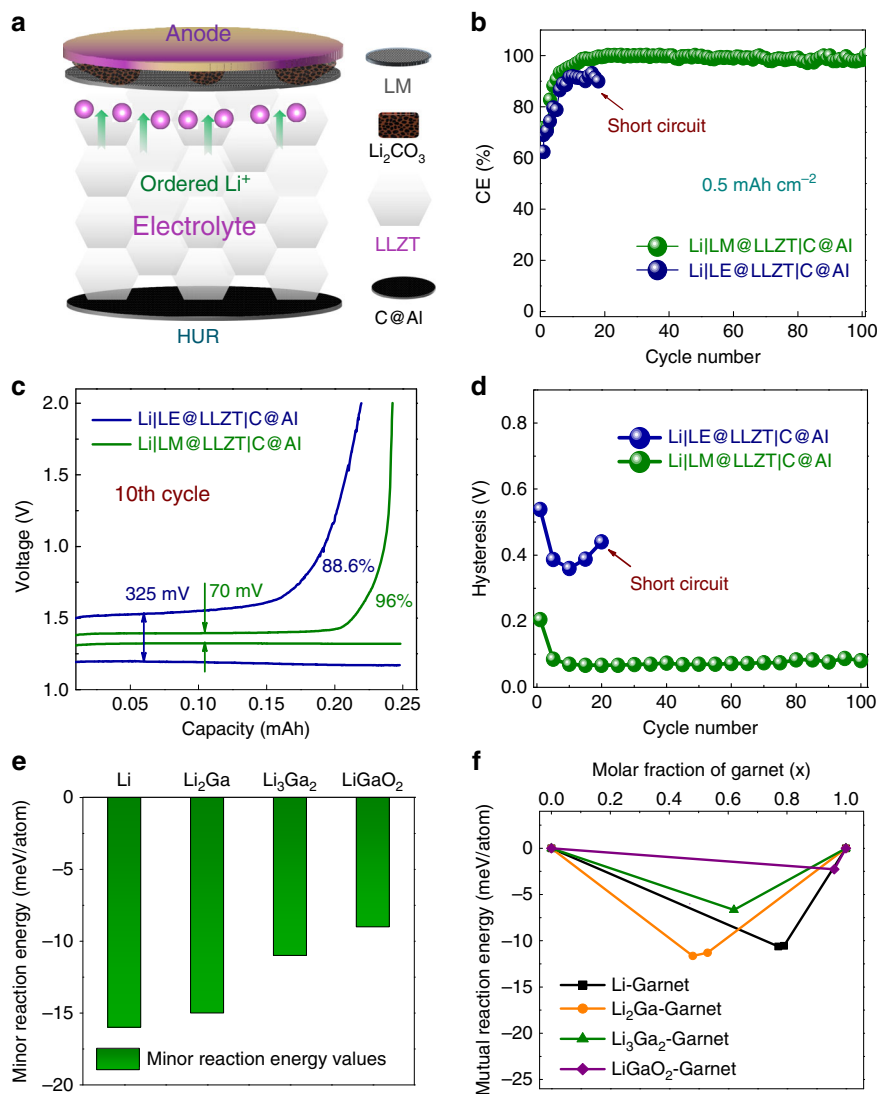 a
Anode
LM
Li₂CO₃
Ordered Li⁺
Electrolyte
LLZT
HUR
C@Al
b
CE (%)
100
80
60
40
20
0
Short circuit
0.5 mAh cm⁻²
Li|LM@LLZT|C@Al
Li|LE@LLZT|C@Al
0 20 40 60 80 100
Cycle number
c
Voltage (V)
2.0
1.5
1.0
1.5
1.0
Li|LE@LLZT|C@Al
Li|LM@LLZT|C@Al
10th cycle
325 mV
70 mV
88.6%
96%
0.05 0.10 0.15 0.20 0.25
Capacity (mAh)
d
Hysteresis (V)
0.8
0.6
0.4
0.2
0.0
Li|LE@LLZT|C@Al
Li|LM@LLZT|C@Al
Short circuit
0 20 40 60 80 100
Cycle number
e
Li Li₂Ga Li₃Ga₂ LiGaO₂
Minor reaction energy (meV/atom)
0
−5
−10
−15
−20
Minor reaction energy values
f
Molar fraction of garnet (x)
0.0 0.2 0.4 0.6 0.8 1.0
Mutual reaction energy (meV/atom)
0
−5
−10
−15
−20
−25
Li-Garnet
Li₂Ga-Garnet
Li₃Ga₂-Garnet
LiGaO₂-Garnet